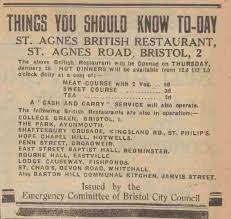 THINGS YOU SHOULD KNOW TO-DAY
ST. AGNES BRITISH RESTAURANT,
ST. AGNES ROAD, BRISTOL, 2
The above British Restaurant will be Opened on THURSDAY,
January HOT DINNERS will be available from 12
o'clock daily at a cost of:—
MEAT COURSE with 2 Veg.
SWEET COURSE
TEA
A "CASH AND CARRY" SERVICE will also operate.
The following British Restaurants are also in operation:—
COLLEGE GREEN, BRISTOL, 1.
THE PARK, AVONMOUTH.
SHAFTESBURY CRUSADE, KINGSLAND RD., ST. PHILIP'S.
HOPE CHAPEL HILL, HOTWELLS.
PENN STREET, BROADWEIR.
EAST STREET BAPTIST HALL, BEDMINSTER.
BOURNE HALL, EASTVILLE
LODGE CAUSEWAY, FISHPONDS.
ST. CHAD'S, DEVON ROAD, WHITEHALL.
Also BARTON HILL COMMUNAL KITCHEN, JARVIS STREET.
Issued by the
Emergency Committee of Bristol City Council